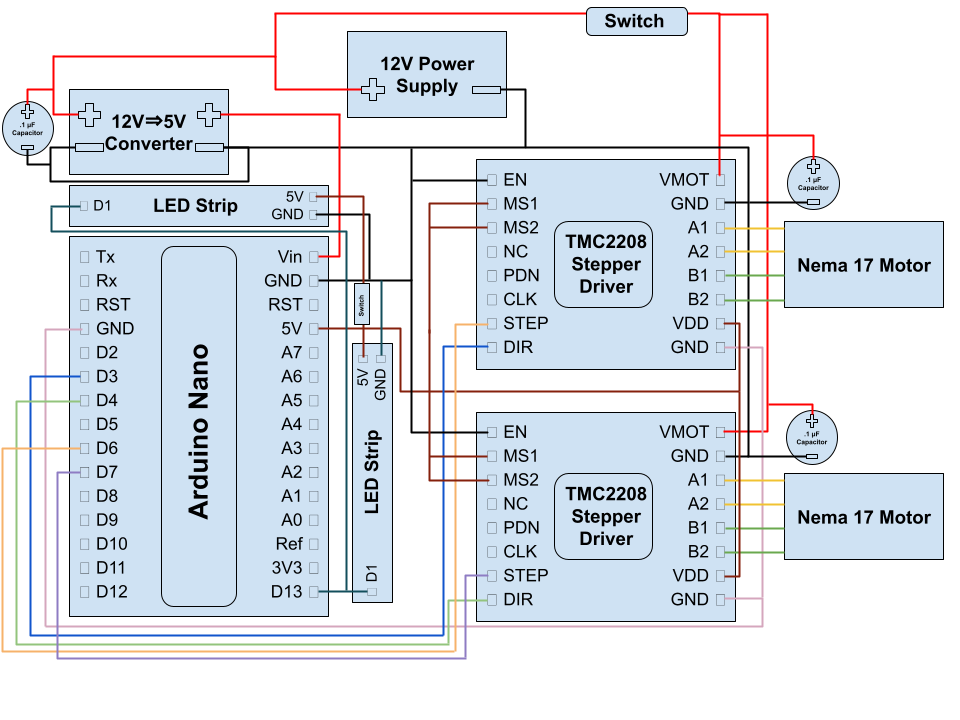 Switch
12V Power
Supply
.1 µF
Capacitor
12V⇒5V
Converter
.1 µF
Capacitor
D1
LED Strip
5V
GND
Tx
Rx
RST
GND
D2
D3
D4
D5
D6
D7
D8
D9
D10
D11
D12
Arduino Nano
Vin
GND
RST
5V
A7
A6
A5
A4
A3
A2
A1
A0
Ref
3V3
D13
Switch
5V
GND
LED Strip
D1
EN
MS1
MS2
NC
PDN
CLK
STEP
DIR
TMC2208
Stepper
Driver
VMOT
GND
A1
A2
B1
B2
VDD
GND
Nema 17 Motor
.1 µF
Capacitor
EN
MS1
MS2
NC
PDN
CLK
STEP
DIR
TMC2208
Stepper
Driver
VMOT
GND
A1
A2
B1
B2
VDD
GND
Nema 17 Motor